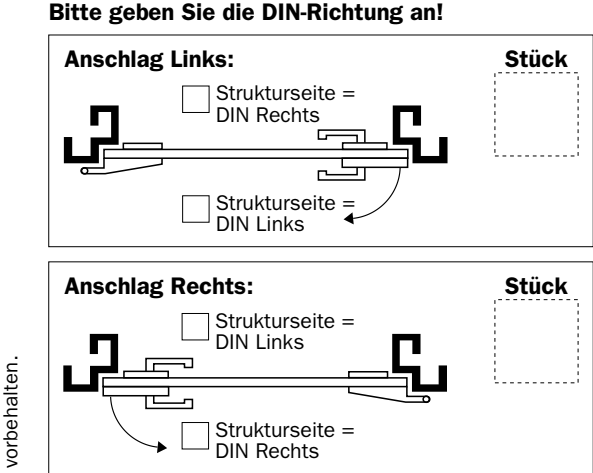 Bitte geben Sie die DIN-Richtung an!
Anschlag Links:
Stück
Strukturseite =
DIN Rechts
Strukturseite =
DIN Links
Anschlag Rechts:
Stück
Strukturseite =
DIN Links
Strukturseite =
DIN Rechts
vorbehalten.